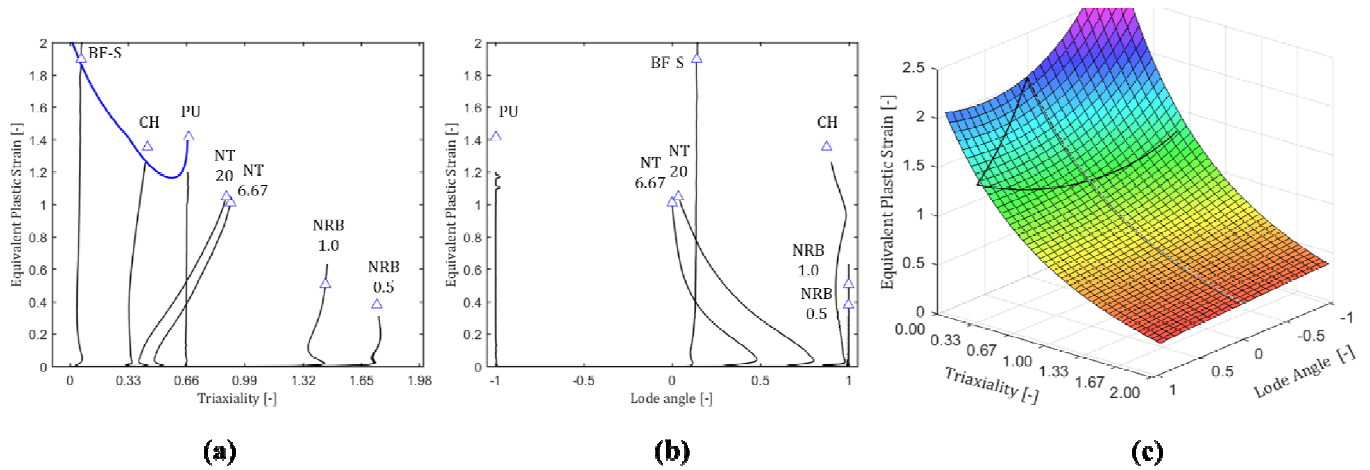 2
1.8
1.6
1.4
1.2
1
0.8
0.6
0.4
0.2
0
Equivalent Plastic Strain [-]
BF-S
CH
PU
NT
20
NT
6.67
NRB
1.0
NRB
0.5
0
0.33
0.66
0.99
1.32
1.65
1.98
Triaxiality [-]
(a)
2
1.8
1.6
1.4
1.2
1
0.8
0.6
0.4
0.2
0
Equivalent Plastic Strain [-]
PU
BF-S
CH
NT
6.67
NT
20
NRB
1.0
NRB
0.5
-1
-0.5
0
0.5
1
Lode angle [-]
(b)
2.5
2
1.5
1
0.5
0
Equivalent Plastic Strain [-]
0.00
0.33
0.67
1.00
1.33
1.67
2.00
Triaxiality [-]
-1
-0.5
0
0.5
1
Lode Angle [-]
(c)